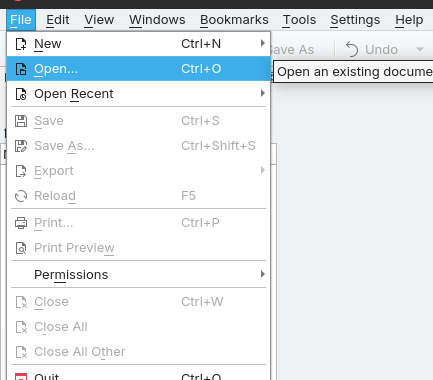 File Edit View Windows Bookmarks Tools Settings Help
New Ctrl+N
Save As Undo
Open... Ctrl+O
Open an existing docume
Open Recent
Save Ctrl+S
Save As... Ctrl+Shift+S
Export
Reload F5
Print... Ctrl+P
Print Preview
Permissions
Close Ctrl+W
Close All
Close All Other
Quit Ctrl+Q